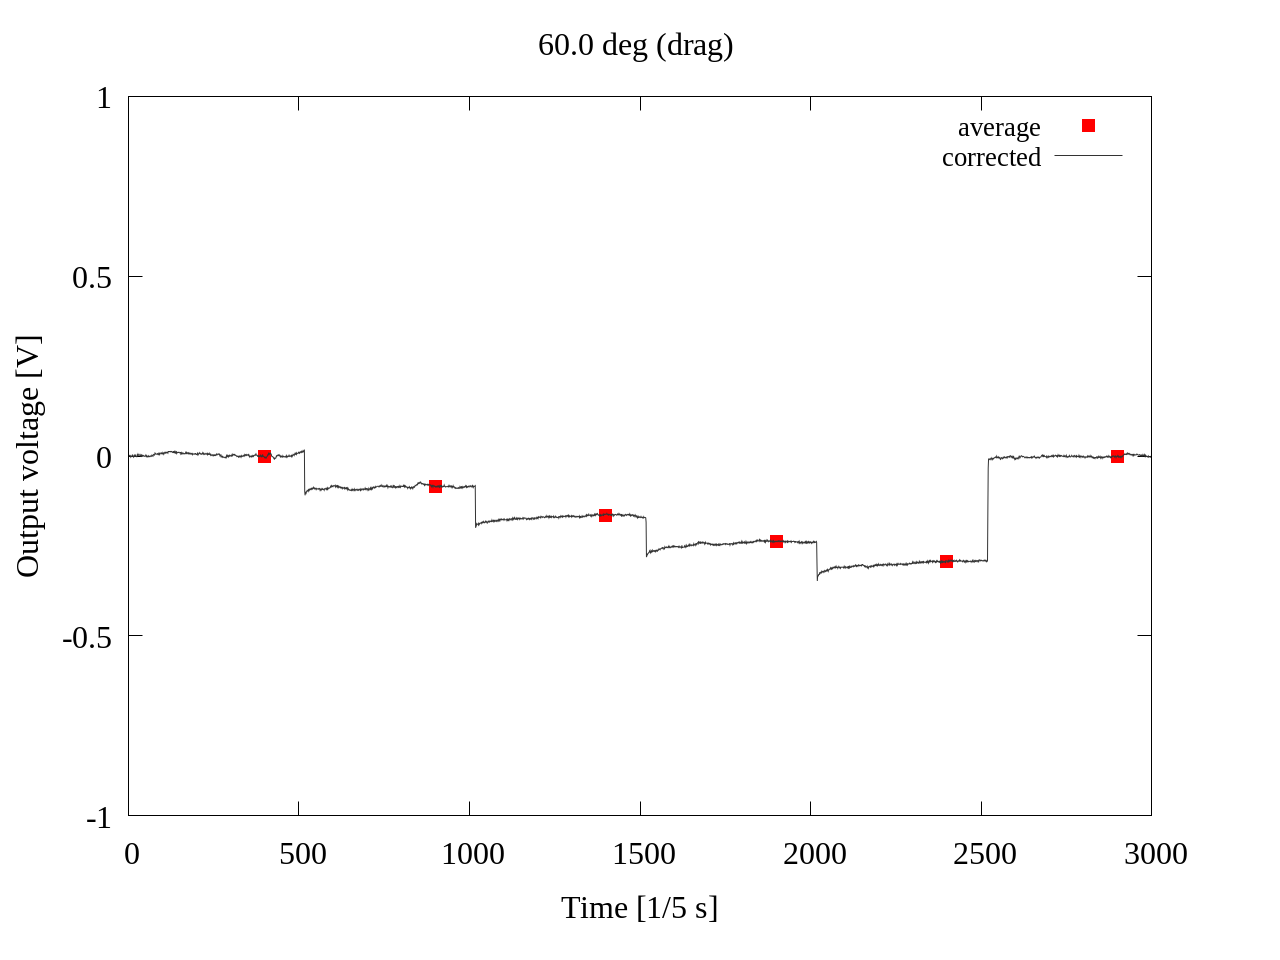 60.0 deg (drag)
average
corrected
Output voltage [V]
1
0.5
0
-0.5
-1
0 500 1000 1500 2000 2500 3000
Time [1/5 s]